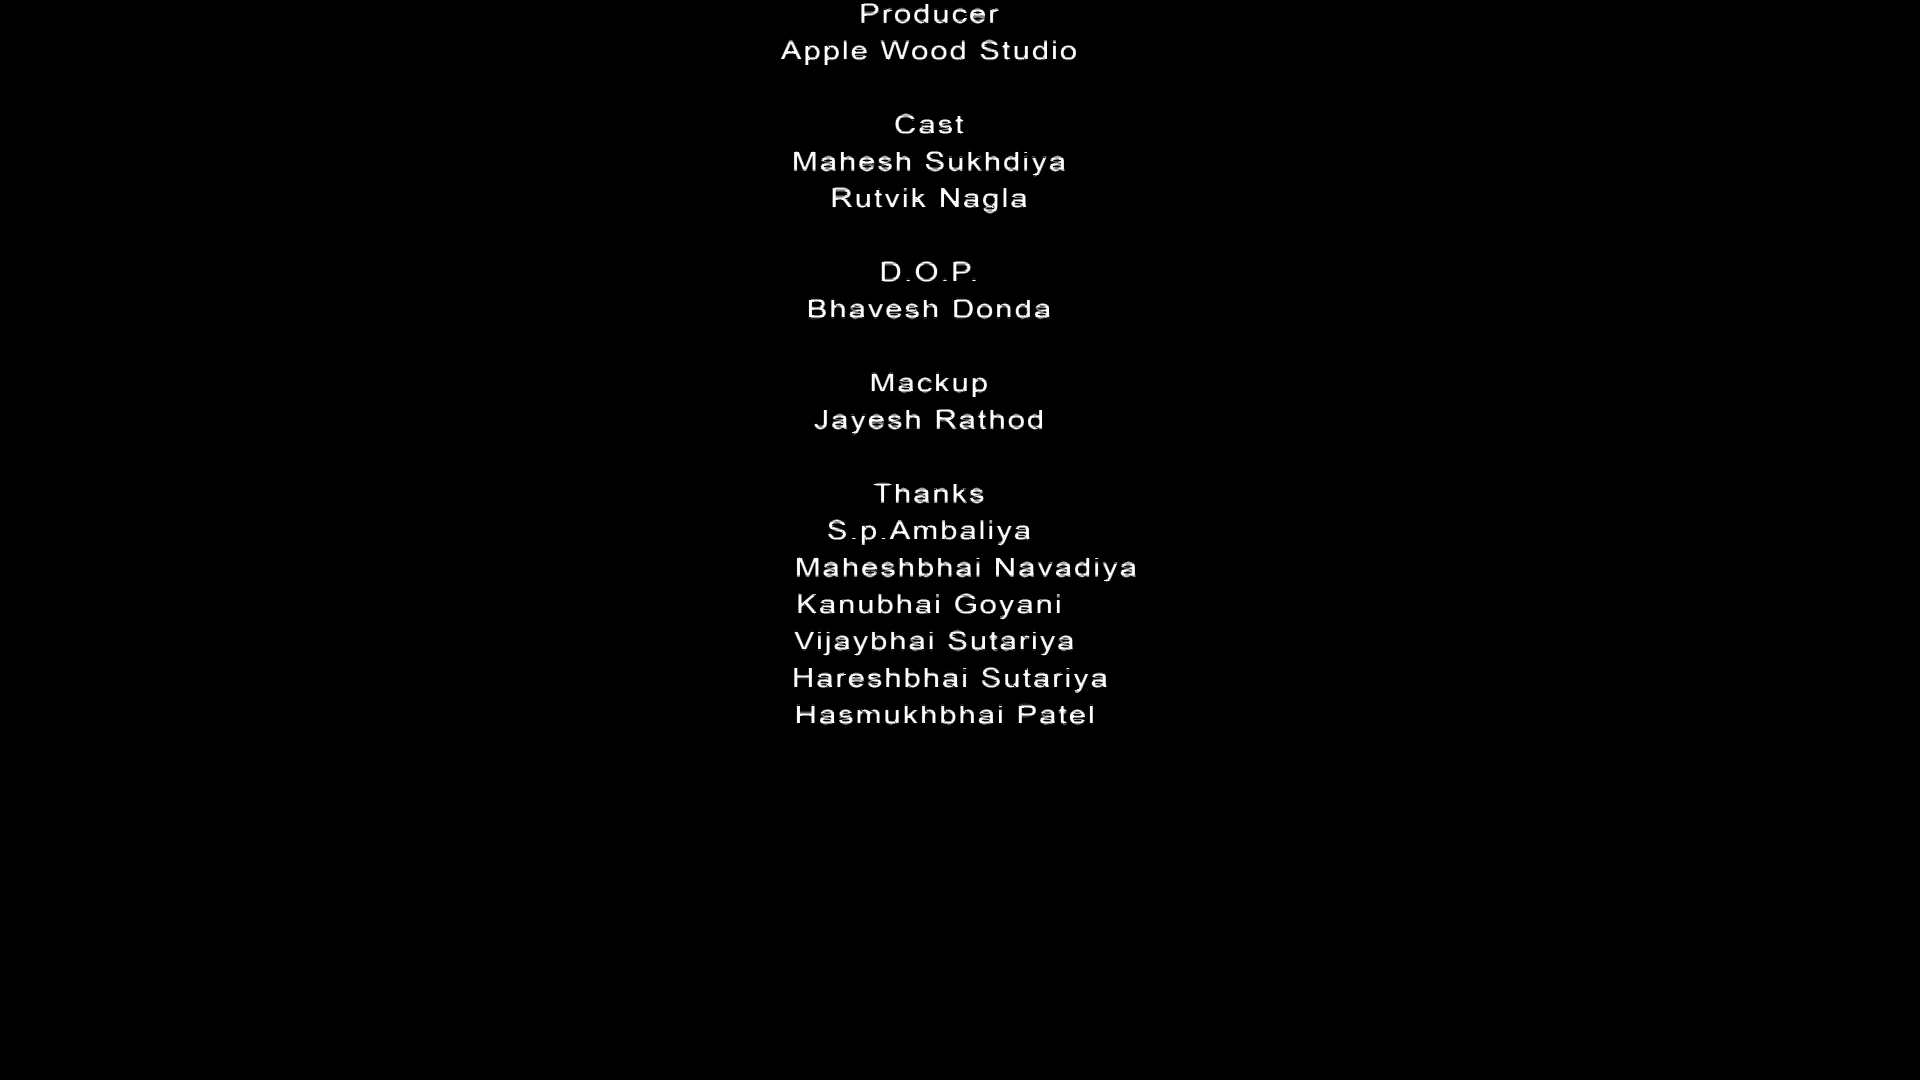 Producer
Apple Wood Studio
Cast
Mahesh Sukhdiya
Rutvik Nagla
D.O.P.
Bhavesh Donda
Mackup
Jayesh Rathod
Thanks
S.p.Ambaliya
Maheshbhai Navadiya
Kanubhai Goyani
Vijaybhai Sutariya
Hareshbhai Sutariya
Hasmukhbhai Patel